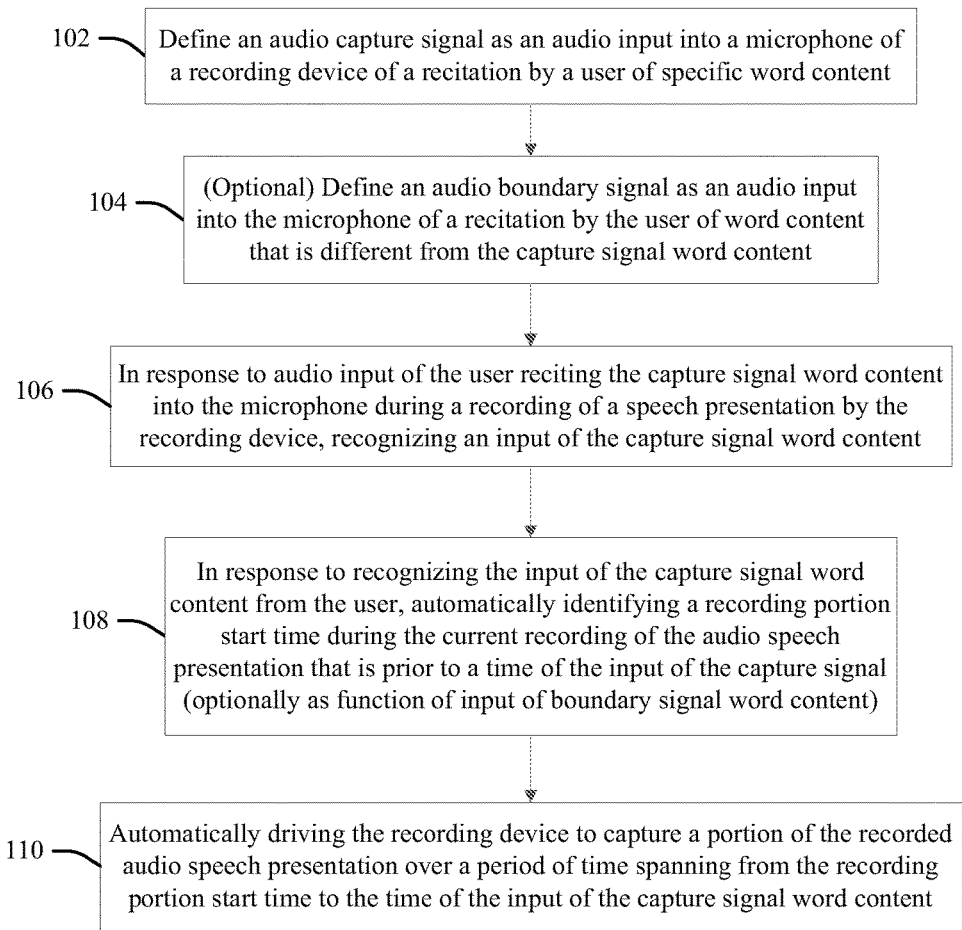 102
Define an audio capture signal as an audio input into a microphone of
a recording device of a recitation by a user of specific word content
104
(Optional) Define an audio boundary signal as an audio input
into the microphone of a recitation by the user of word content
that is different from the capture signal word content
106
In response to audio input of the user reciting the capture signal word content
into the microphone during a recording of a speech presentation by the
recording device, recognizing an input of the capture signal word content
108
In response to recognizing the input of the capture signal word
content from the user, automatically identifying a recording portion
start time during the current recording of the audio speech
presentation that is prior to a time of the input of the capture signal
(optionally as function of input of boundary signal word content)
110
Automatically driving the recording device to capture a portion of the recorded
audio speech presentation over a period of time spanning from the recording
portion start time to the time of the input of the capture signal word content